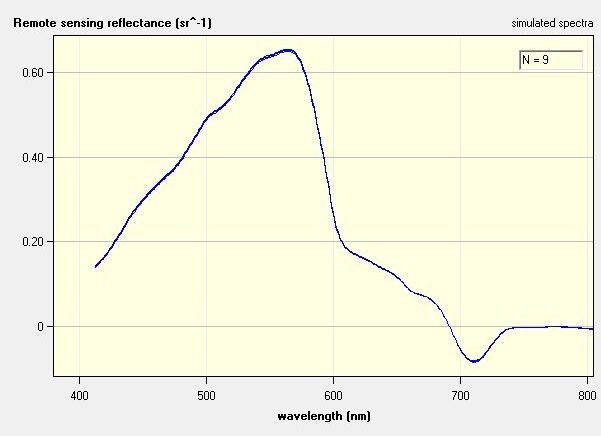 Remote sensing reflectance (sr^-1)
simulated spectra
N = 9
0.60
0.40
0.20
0
400 500 600 700 800
wavelength (nm)